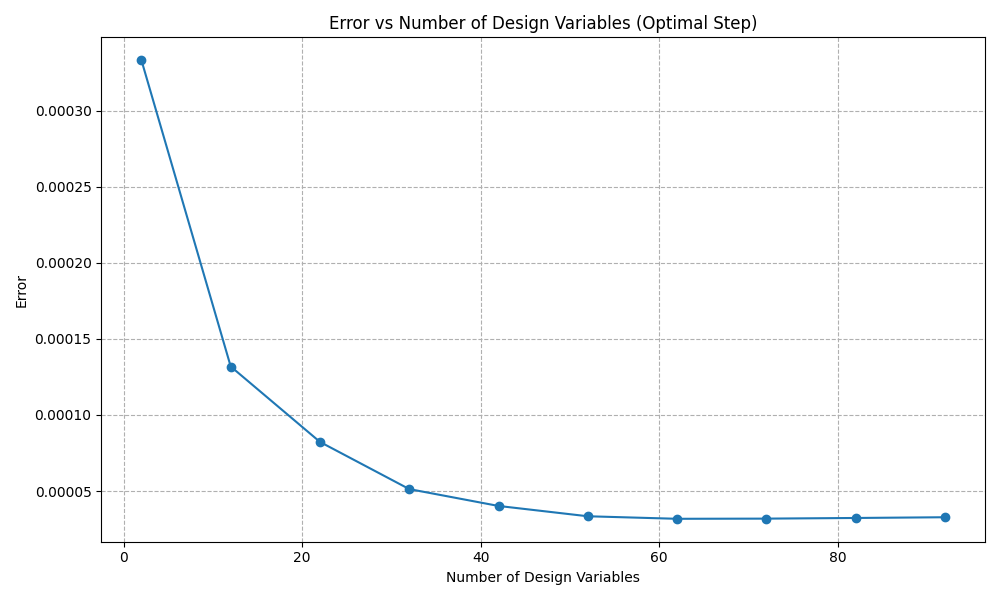 Error vs Number of Design Variables (Optimal Step)
0.00030
0.00025
0.00020
0.00015
0.00010
0.00005
Error
0 20 40 60 80
Number of Design Variables